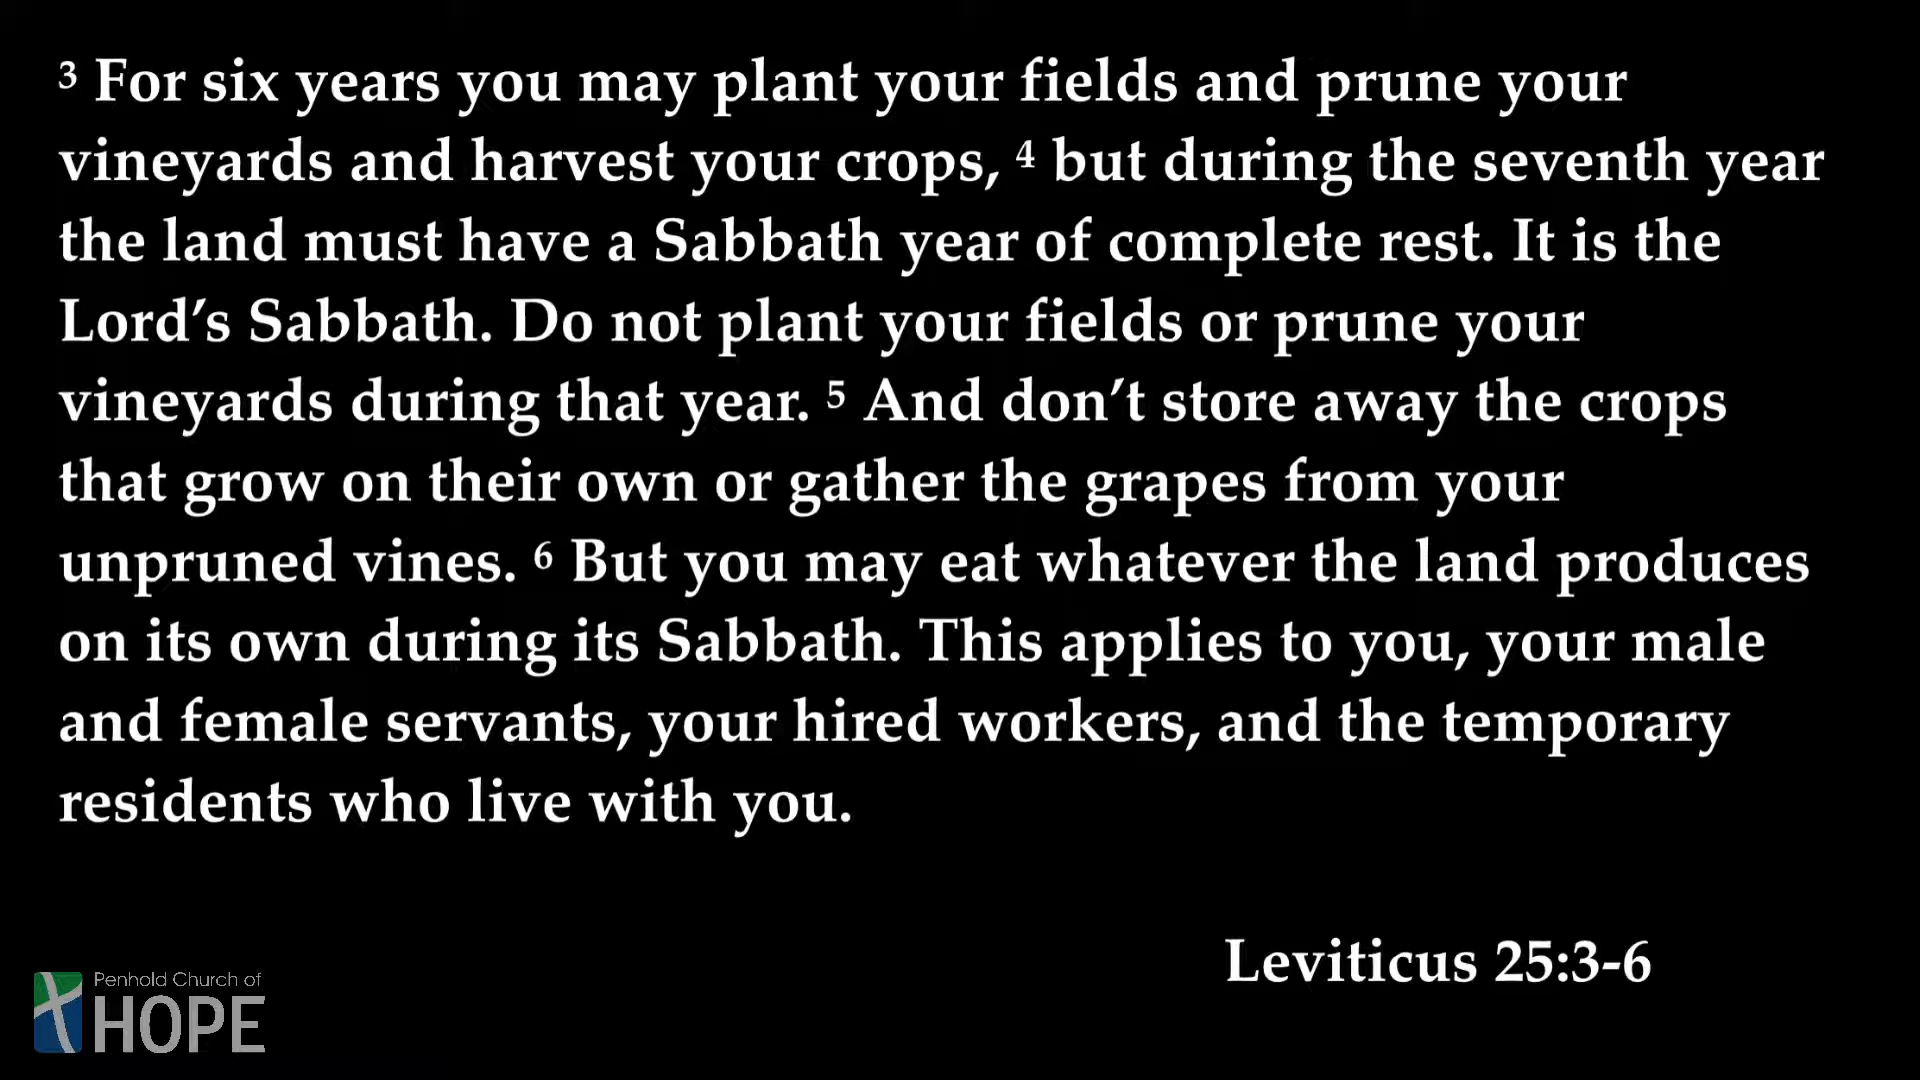 ³ For six years you may plant your fields and prune your
vineyards and harvest your crops, ⁴ but during the seventh year
the land must have a Sabbath year of complete rest. It is the
Lord’s Sabbath. Do not plant your fields or prune your
vineyards during that year. ⁵ And don’t store away the crops
that grow on their own or gather the grapes from your
unpruned vines. ⁶ But you may eat whatever the land produces
on its own during its Sabbath. This applies to you, your male
and female servants, your hired workers, and the temporary
residents who live with you.
Leviticus 25:3-6
Penhold Church of
HOPE